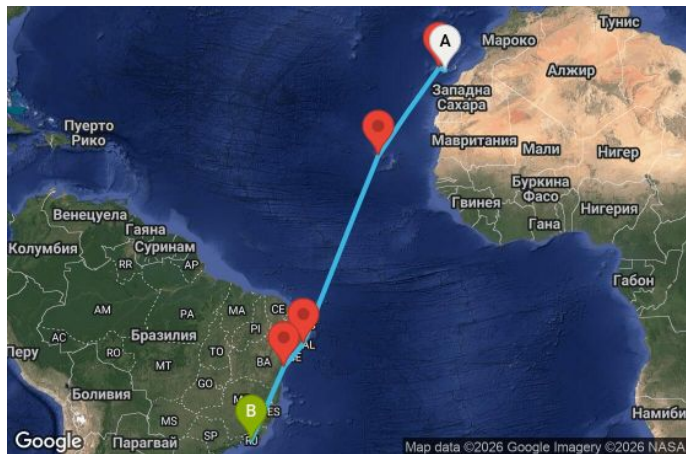 Тунис
A
Мароко
Алжир
Западна
Сахара
Пуерто
Рико
Мавритания
Мали
Нигер
Буркина
Фасо
Гвинея
Нигерия
Гана
Венецуела
Гаяна
Суринам
Колумбия
RR
AP
Габон
AM
PA
MA
CE
PI
AL
AC
Бразилия
TO
RO
MT
BA
SE
Перу
GO
Боливия
ES
MS
SP
B
RJ
Парагвай
Намиби
Google
Map data ©2026 Google Imagery ©2026 NASA